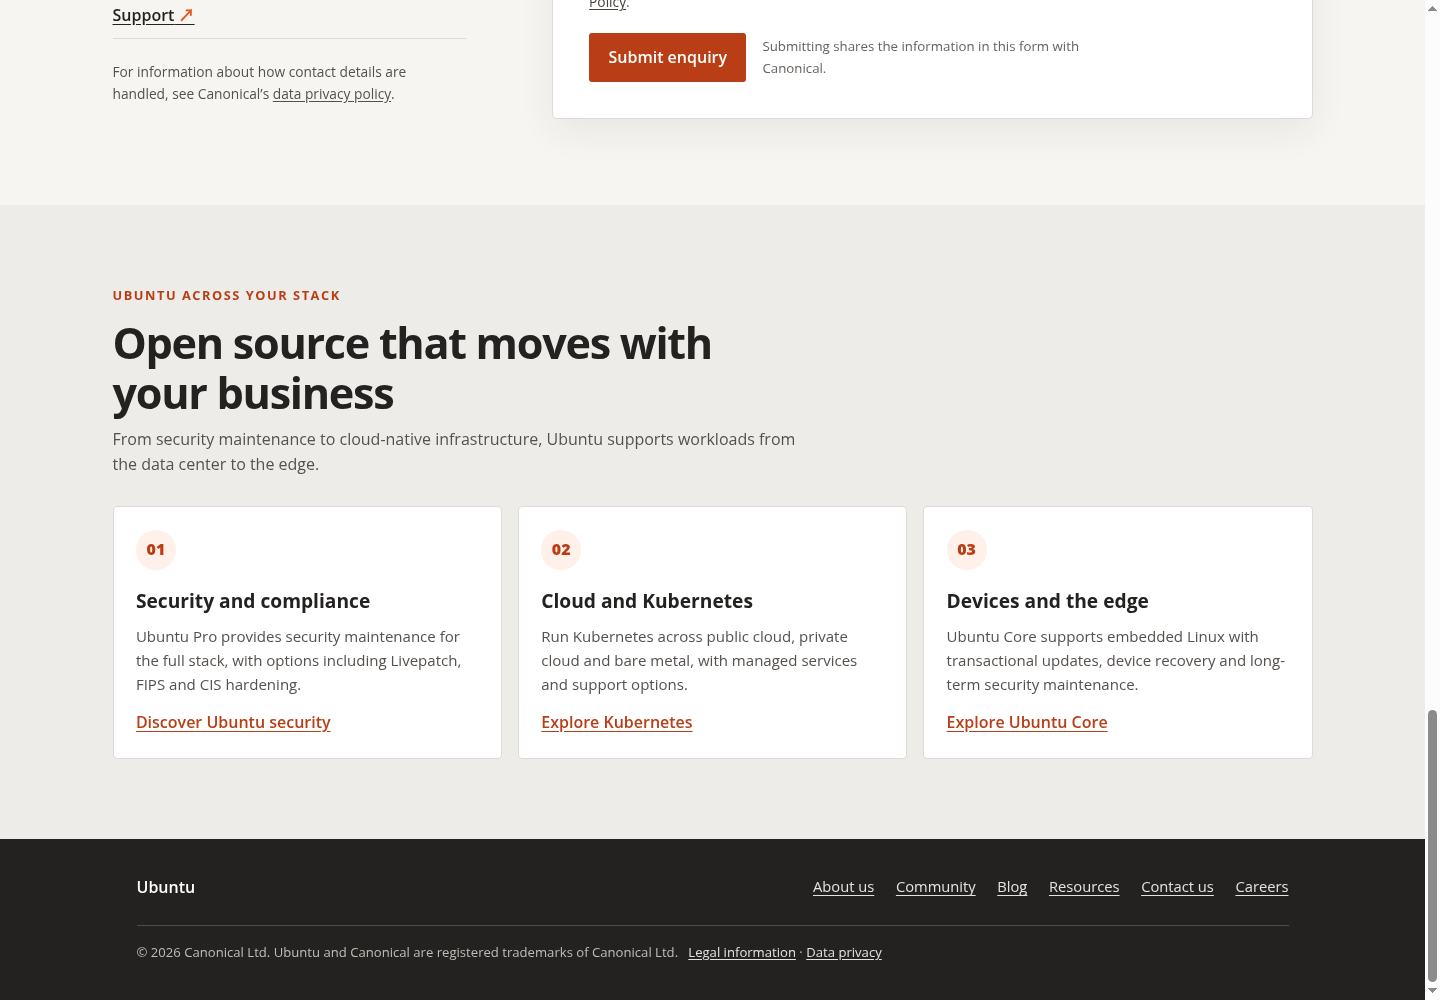 Support ↗
For information about how contact details are
handled, see Canonical’s data privacy policy.
Policy.
Submit enquiry
Submitting shares the information in this form with
Canonical.
UBUNTU ACROSS YOUR STACK
Open source that moves with
your business
From security maintenance to cloud-native infrastructure, Ubuntu supports workloads from
the data center to the edge.
01
Security and compliance
Ubuntu Pro provides security maintenance for
the full stack, with options including Livepatch,
FIPS and CIS hardening.
Discover Ubuntu security
02
Cloud and Kubernetes
Run Kubernetes across public cloud, private
cloud and bare metal, with managed services
and support options.
Explore Kubernetes
03
Devices and the edge
Ubuntu Core supports embedded Linux with
transactional updates, device recovery and long-
term security maintenance.
Explore Ubuntu Core
Ubuntu
About us Community Blog Resources Contact us Careers
© 2026 Canonical Ltd. Ubuntu and Canonical are registered trademarks of Canonical Ltd. Legal information · Data privacy